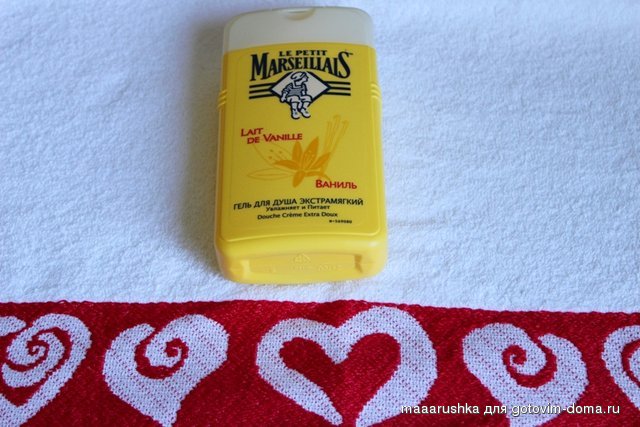 LE PETIT
MARSEILLAIS
LAIT
DE VANILLE
ВАНИЛЬ
ГЕЛЬ ДЛЯ ДУША ЭКСТРАМЯГКИЙ
Увлажняет и Питает
Douche Crème Extra Doux
maaarushka для gotovim-doma.ru